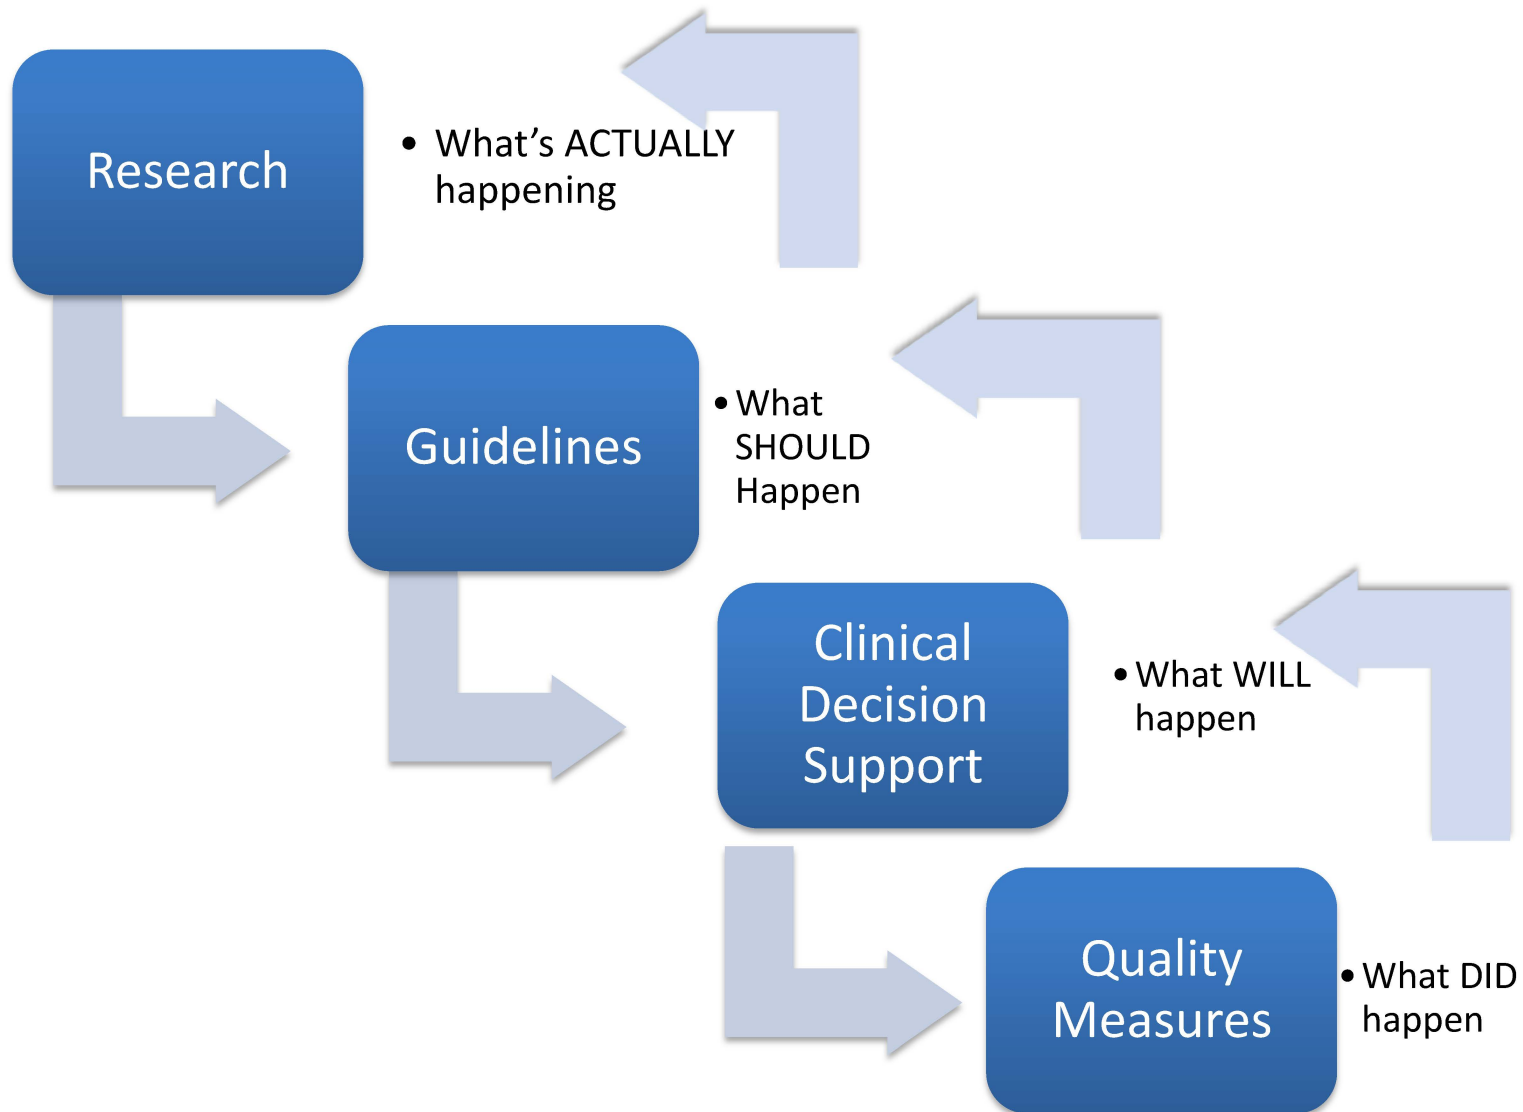 Research
• What’s ACTUALLY
happening
Guidelines
• What
SHOULD
Happen
Clinical
Decision
Support
• What WILL
happen
Quality
Measures
• What DID
happen